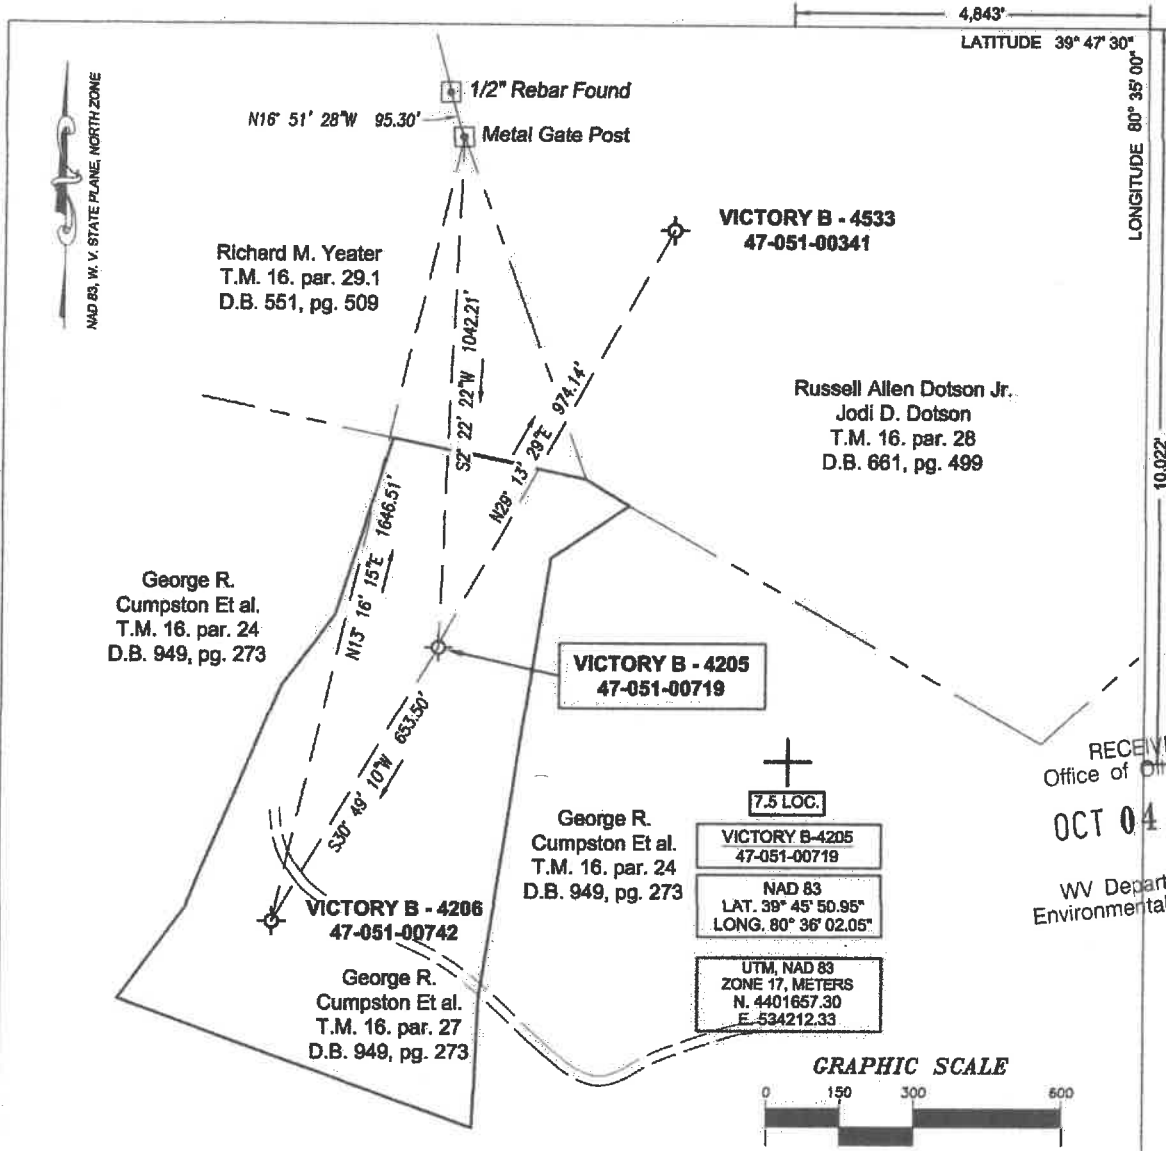 4,843'
LATITUDE 39° 47' 30"
LONGITUDE 80° 35' 00"
10,022'
NAD 83, W. V. STATE PLANE, NORTH ZONE
1/2" Rebar Found
N16° 51' 28"W 95.30'
Metal Gate Post
VICTORY B - 4533
47-051-00341
Richard M. Yeater
T.M. 16. par. 29.1
D.B. 551, pg. 509
S2° 22' 22"W 1042.21'
N29° 13' 29"E 974.14'
Russell Allen Dotson Jr.
Jodi D. Dotson
T.M. 16. par. 28
D.B. 661, pg. 499
N13° 16' 15"E 1646.51'
George R.
Cumpston Et al.
T.M. 16. par. 24
D.B. 949, pg. 273
VICTORY B - 4205
47-051-00719
S30° 49' 10"W 653.50'
RECEIV
Office of Oil
OCT 04
WV Depart
Environmental
7.5 LOC.
George R.
Cumpston Et al.
T.M. 16. par. 24
D.B. 949, pg. 273
VICTORY B-4205
47-051-00719
NAD 83
LAT. 39° 45' 50.95"
LONG. 80° 36' 02.05"
VICTORY B - 4206
47-051-00742
UTM, NAD 83
ZONE 17, METERS
N. 4401657.30
E. 534212.33
George R.
Cumpston Et al.
T.M. 16. par. 27
D.B. 949, pg. 273
GRAPHIC SCALE
0 150 300 600